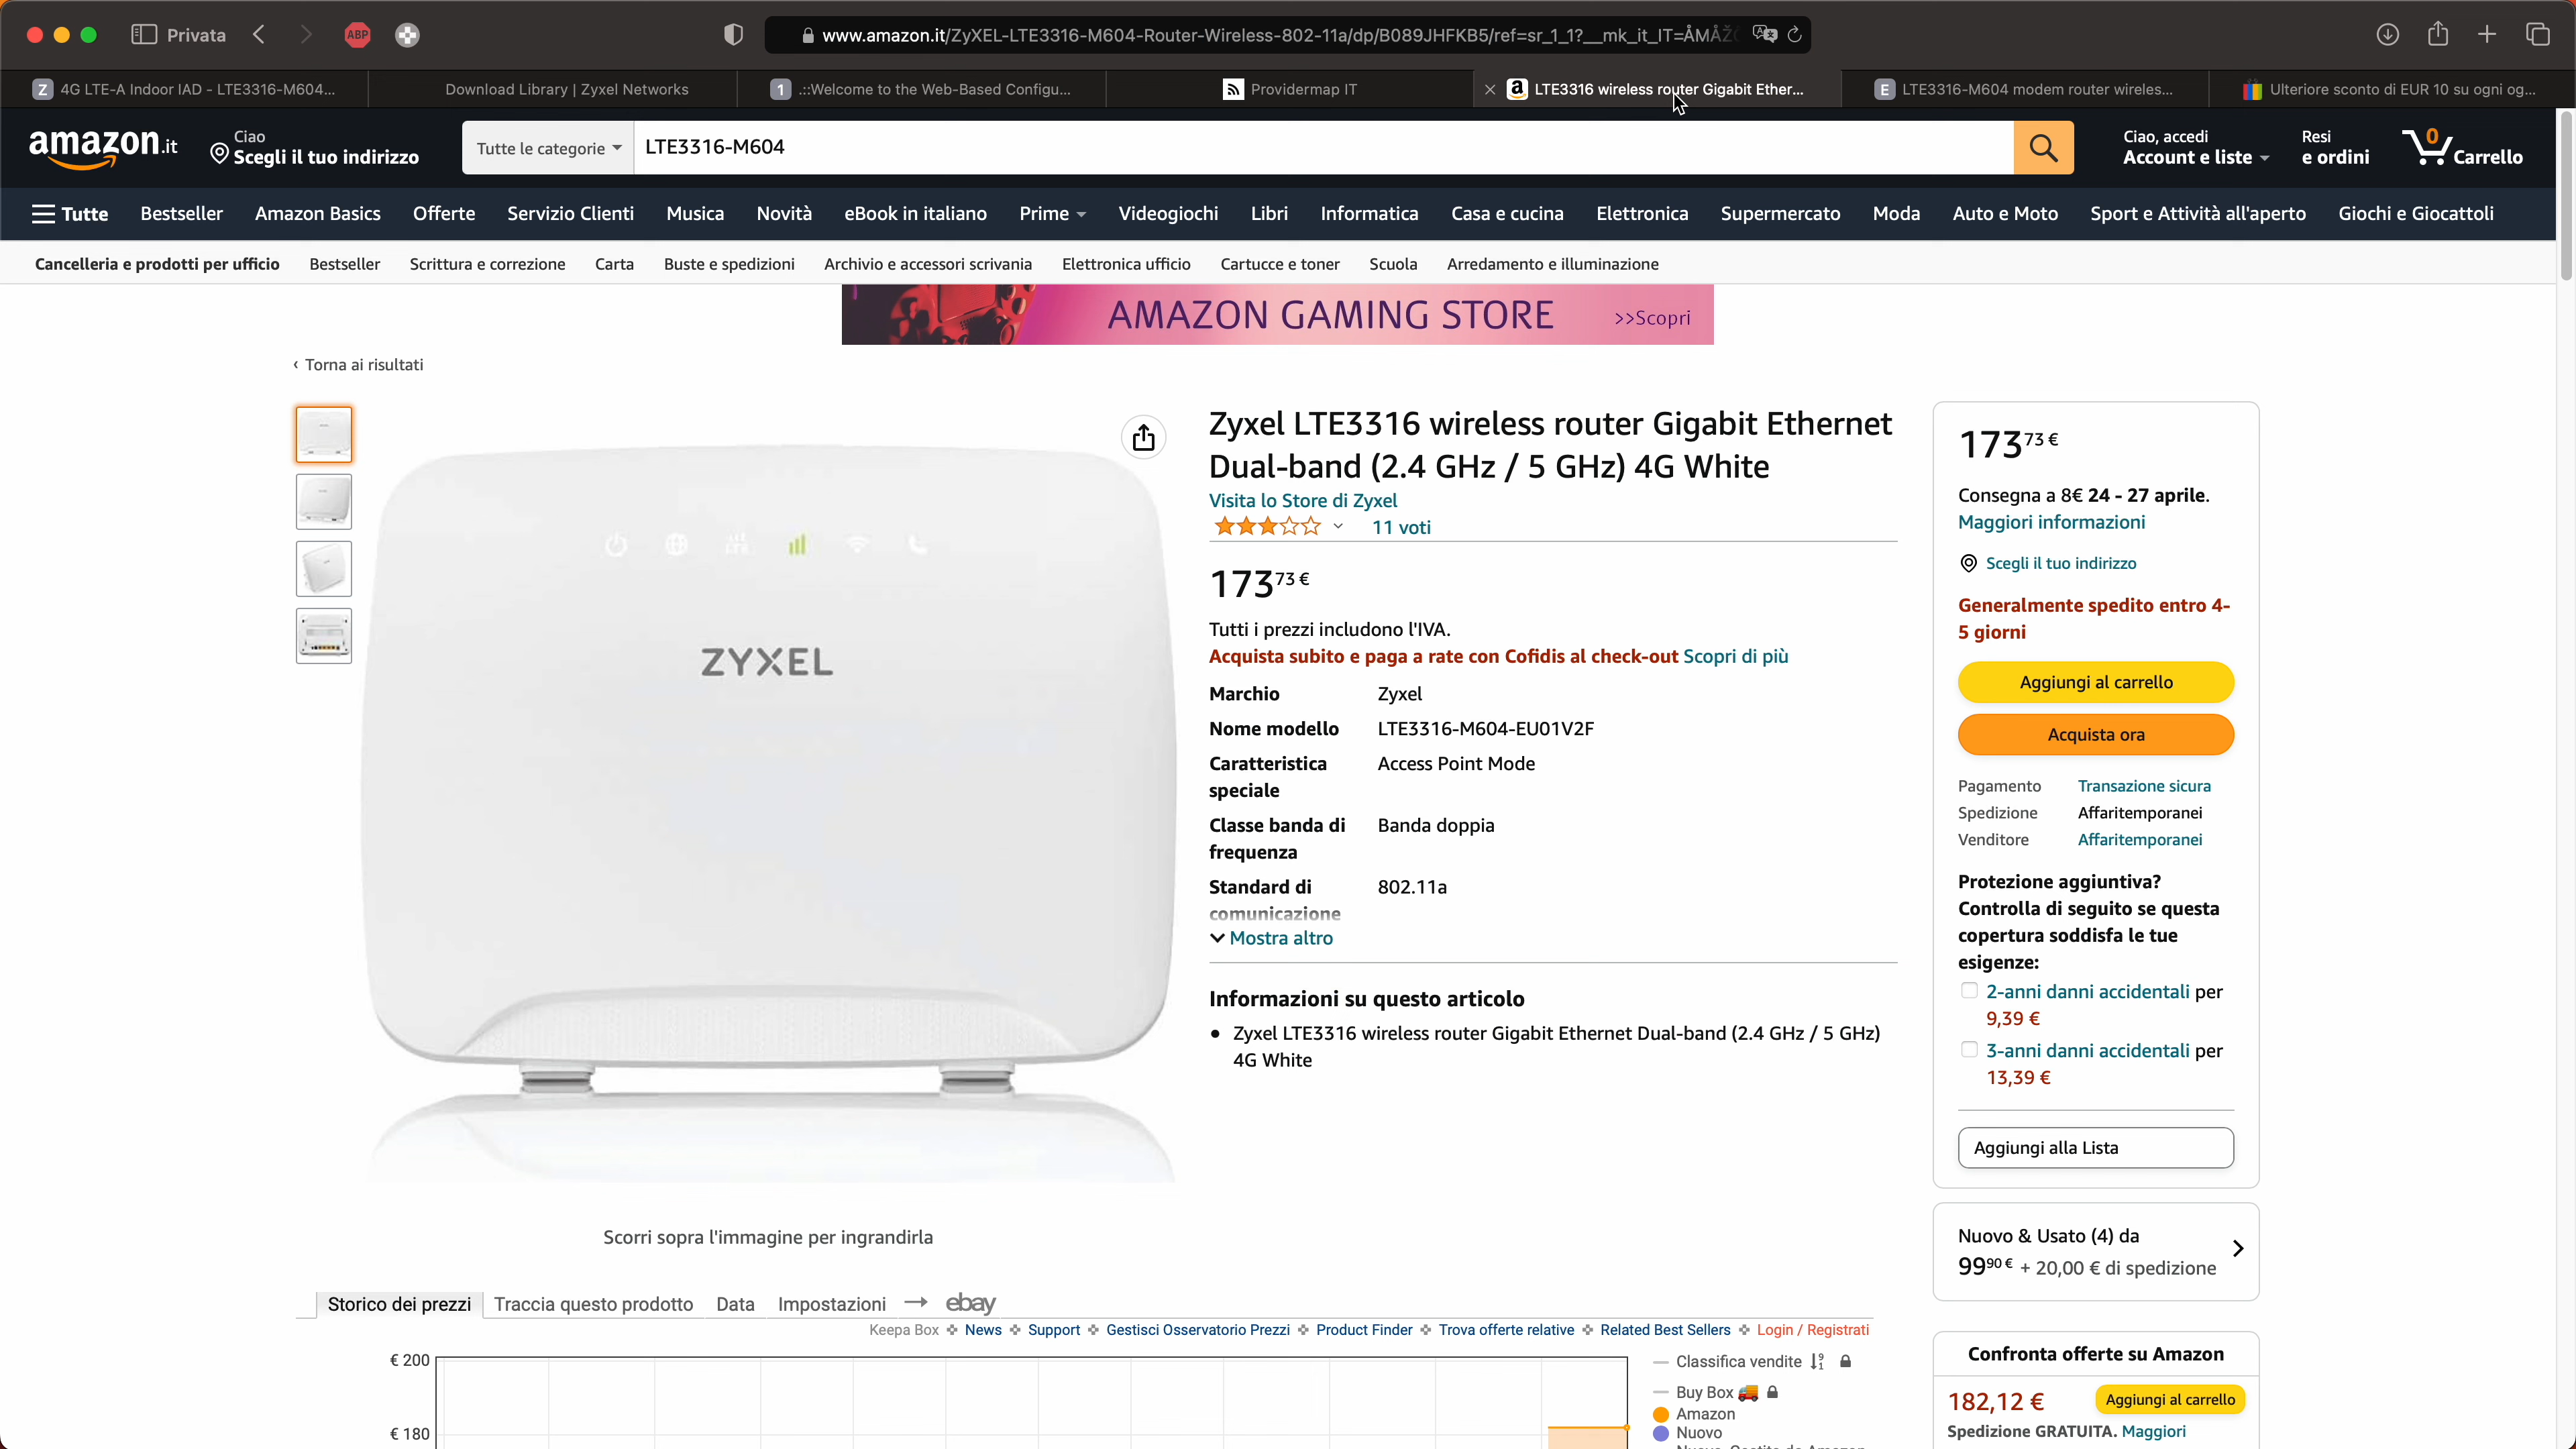 Privata
ABP
www.amazon.it/ZyXEL-LTE3316-M604-Router-Wireless-802-11a/dp/B089JHFKB5/ref=sr_1_1?__mk_it_IT=ÅMÅŽ
Z 4G LTE-A Indoor IAD - LTE3316-M604...
Download Library | Zyxel Networks
1 .::Welcome to the Web-Based Configu...
Providermap IT
LTE3316 wireless router Gigabit Ether...
E LTE3316-M604 modem router wireles...
Ulteriore sconto di EUR 10 su ogni og...
amazon.it
Ciao
Scegli il tuo indirizzo
Tutte le categorie
LTE3316-M604
Ciao, accedi
Account e liste
Resi
e ordini
0
Carrello
Tutte
Bestseller
Amazon Basics
Offerte
Servizio Clienti
Musica
Novità
eBook in italiano
Prime
Videogiochi
Libri
Informatica
Casa e cucina
Elettronica
Supermercato
Moda
Auto e Moto
Sport e Attività all'aperto
Giochi e Giocattoli
Cancelleria e prodotti per ufficio
Bestseller
Scrittura e correzione
Carta
Buste e spedizioni
Archivio e accessori scrivania
Elettronica ufficio
Cartucce e toner
Scuola
Arredamento e illuminazione
AMAZON GAMING STORE
>>Scopri
‹ Torna ai risultati
ZYXEL
Scorri sopra l'immagine per ingrandirla
Zyxel LTE3316 wireless router Gigabit Ethernet
Dual-band (2.4 GHz / 5 GHz) 4G White
Visita lo Store di Zyxel
11 voti
173 73 €
Tutti i prezzi includono l'IVA.
Acquista subito e paga a rate con Cofidis al check-out Scopri di più
Marchio Zyxel
Nome modello LTE3316-M604-EU01V2F
Caratteristica Access Point Mode
speciale
Classe banda di Banda doppia
frequenza
Standard di 802.11a
comunicazione
Mostra altro
Informazioni su questo articolo
• Zyxel LTE3316 wireless router Gigabit Ethernet Dual-band (2.4 GHz / 5 GHz)
4G White
173 73 €
Consegna a 8€ 24 - 27 aprile.
Maggiori informazioni
Scegli il tuo indirizzo
Generalmente spedito entro 4-
5 giorni
Aggiungi al carrello
Acquista ora
Pagamento Transazione sicura
Spedizione Affaritemporanei
Venditore Affaritemporanei
Protezione aggiuntiva?
Controlla di seguito se questa
copertura soddisfa le tue
esigenze:
2-anni danni accidentali per
9,39 €
3-anni danni accidentali per
13,39 €
Aggiungi alla Lista
Nuovo & Usato (4) da
99 90 € + 20,00 € di spedizione
Confronta offerte su Amazon
182,12 €
Aggiungi al carrello
Spedizione GRATUITA. Maggiori
Storico dei prezzi
Traccia questo prodotto
Data
Impostazioni
→ ebay
Keepa Box
News
Support
Gestisci Osservatorio Prezzi
Product Finder
Trova offerte relative
Related Best Sellers
Login / Registrati
€ 200
€ 180
Classifica vendite
Buy Box
Amazon
Nuovo